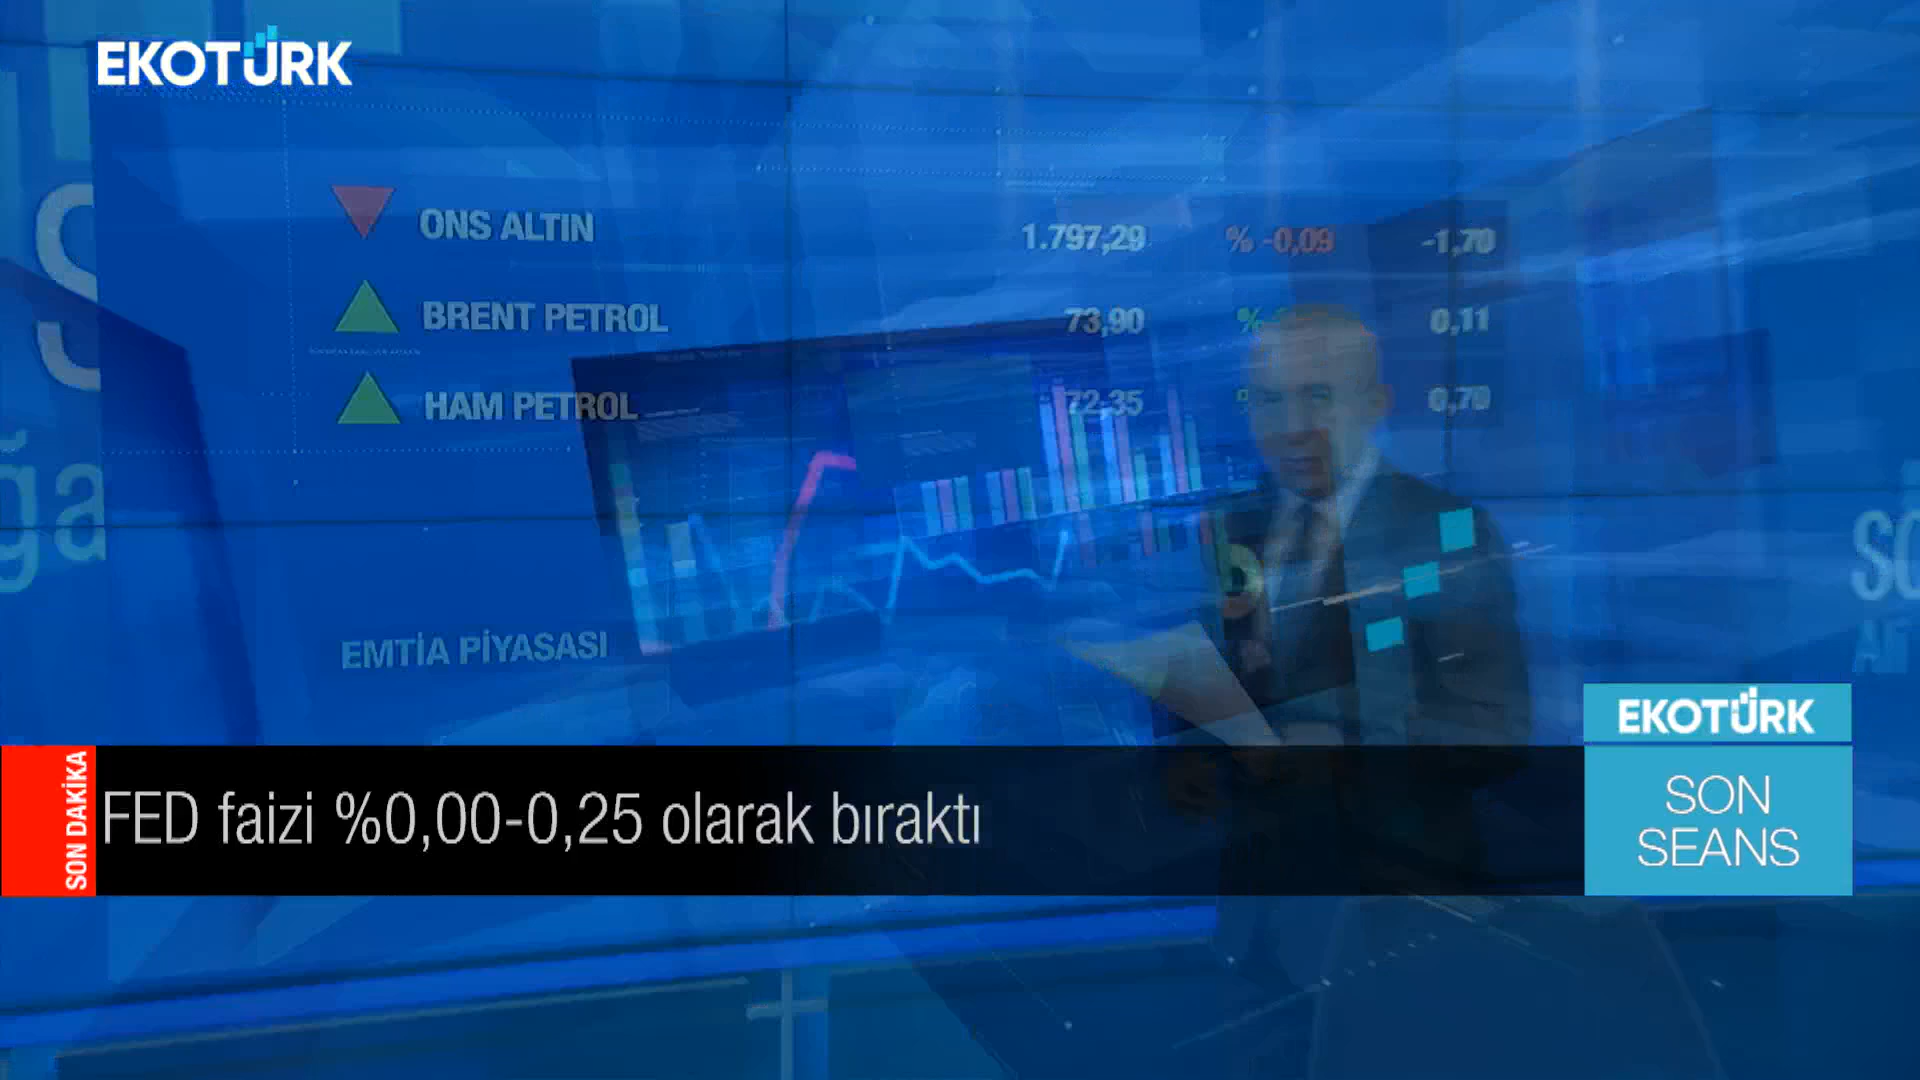 EKOTÜRK
ONS ALTIN 1.797,29 % -0,09 -1,70
BRENT PETROL 73,90 % 0,11
HAM PETROL 72,35 0,70
EMTİA PİYASASI
ğa
EKOTÜRK
SON DAKİKA
FED faizi %0,00-0,25 olarak bıraktı
SON
SEANS